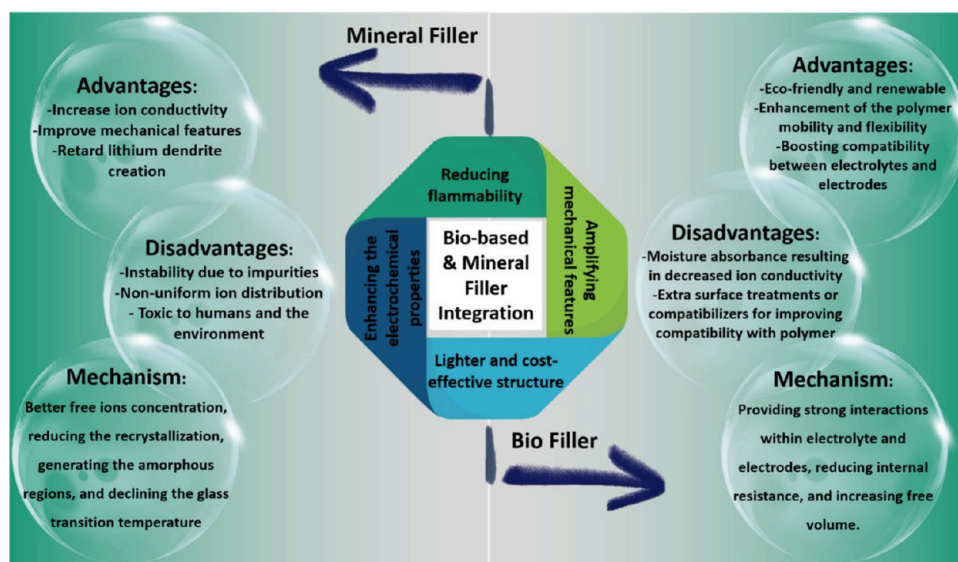 Mineral Filler
Advantages:
-Increase ion conductivity
-Improve mechanical features
-Retard lithium dendrite
creation
Disadvantages:
-Instability due to impurities
-Non-uniform ion distribution
- Toxic to humans and the
environment
Mechanism:
Better free ions concentration,
reducing the recrystallization,
generating the amorphous
regions, and declining the glass
transition temperature
Reducing
flammability
Amplifying
mechanical features
Enhancing the
electrochemical
properties
Bio-based
& Mineral
Filler
Integration
Lighter and cost-
effective structure
Bio Filler
Advantages:
-Eco-friendly and renewable
-Enhancement of the polymer
mobility and flexibility
-Boosting compatibility
between electrolytes and
electrodes
Disadvantages:
-Moisture absorbance resulting
in decreased ion conductivity
-Extra surface treatments or
compatibilizers for improving
compatibility with polymer
Mechanism:
Providing strong interactions
within electrolyte and
electrodes, reducing internal
resistance, and increasing free
volume.